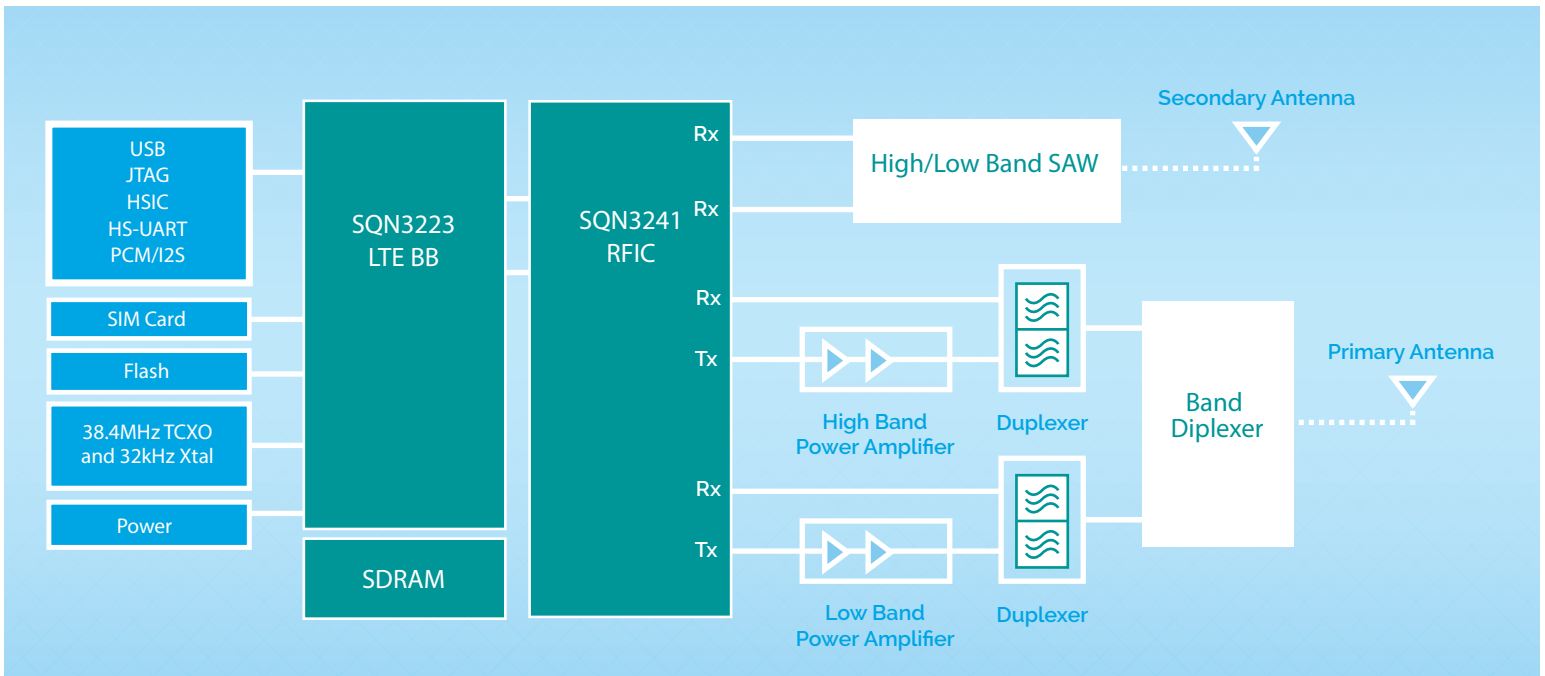 USB
JTAG
HSIC
HS-UART
PCM/I2S
SIM Card
Flash
38.4MHz TCXO
and 32kHz Xtal
Power
SQN3223
LTE BB
SDRAM
SQN3241
RFIC
Rx
Rx
Rx
Tx
Rx
Tx
High/Low Band SAW
Secondary Antenna
High Band
Power Amplifier
Duplexer
Low Band
Power Amplifier
Duplexer
Band
Diplexer
Primary Antenna